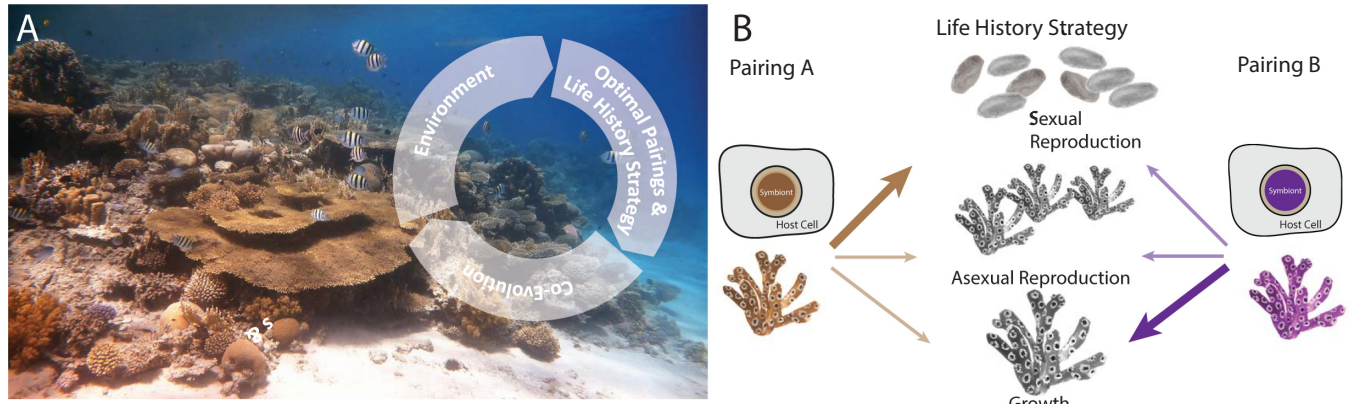 A
Environment
Optimal Pairings &
Life History Strategy
Co-Evolution
B
Life History Strategy
Pairing A
Pairing B
Sexual
Reproduction
Symbiont
Host Cell
Symbiont
Host Cell
Asexual Reproduction
Growth